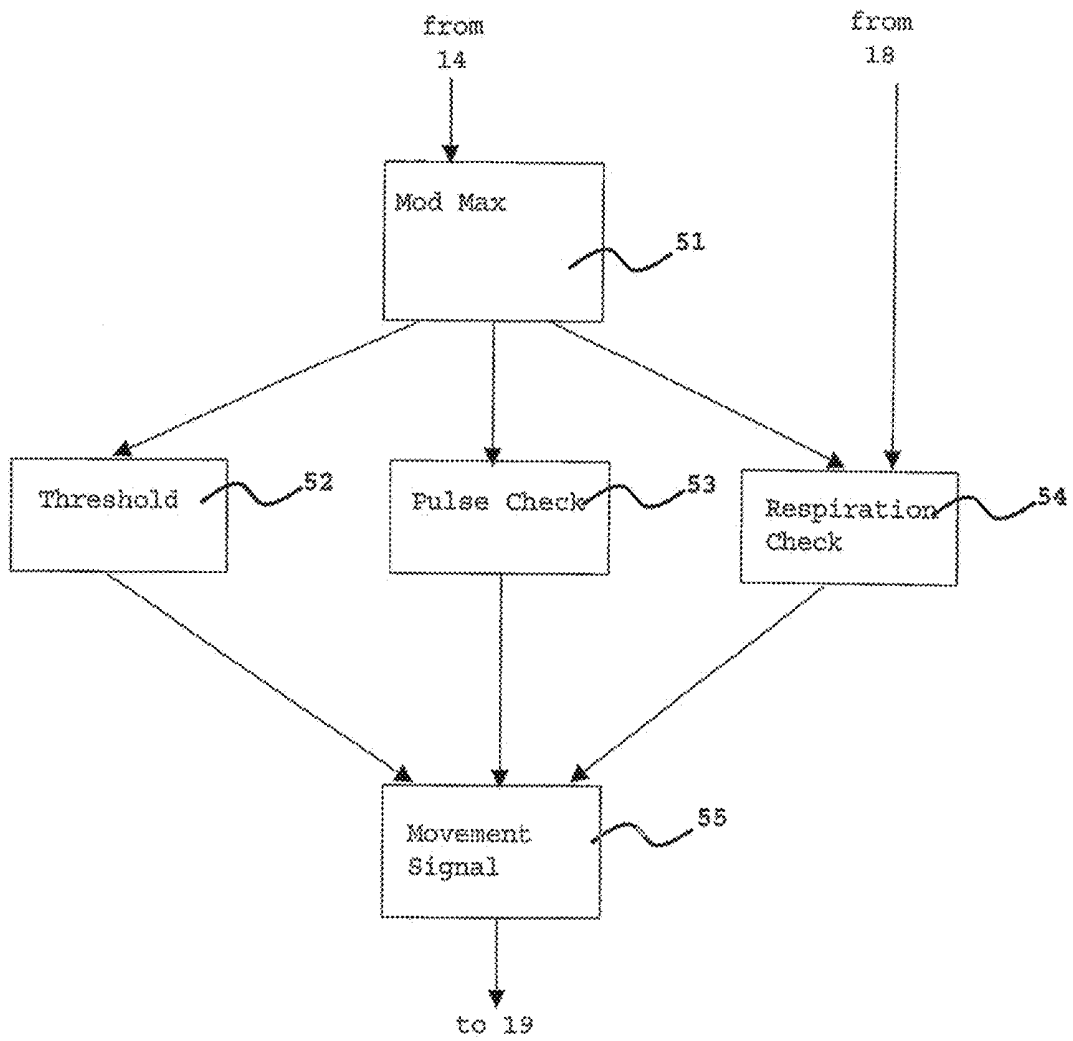 from
14
from
18
Mod Max
51
Threshold
52
Pulse Check
53
Respiration
Check
54
Movement
Signal
55
to 19